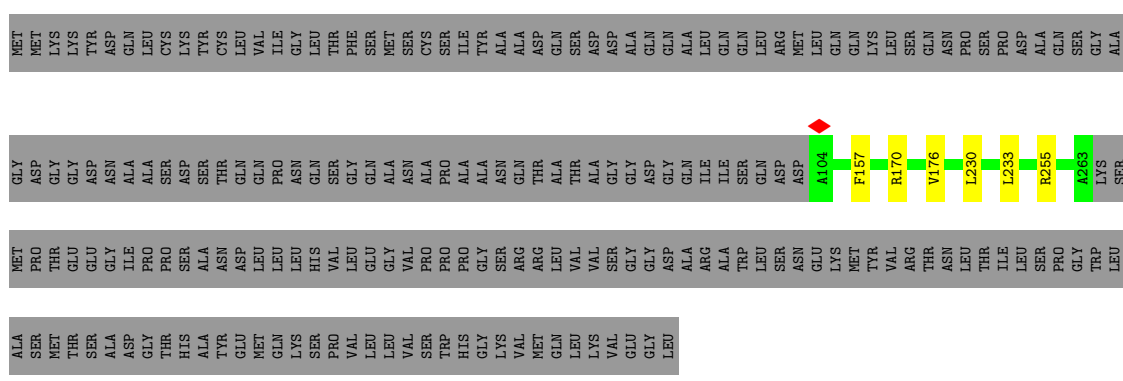 MET MET LYS LYS TYR ASP GLN LEU CYS LYS TYR CYS LEU VAL ILE GLY LEU THR PHE SER MET SER CYS SER ILE TYR ALA ALA ASP GLN SER ASP ASP ALA GLN GLN ALA LEU GLN GLN LEU ARG MET LEU GLN GLN LYS LEU SER GLN ASN PRO SER PRO ASP ALA GLN SER GLY ALA
GLY ASP GLY GLY ASP ASN ALA ALA SER ASP SER THR GLN GLN PRO ASN GLN SER GLY GLN ALA ASN ALA PRO ALA ALA ASN GLN THR ALA THR ALA GLY GLY ASP GLY GLN ILE ILE SER GLN ASP ASP A104 F157 R170 V176 L230 L233 R255 A263 LYS SER
MET PRO THR GLU GLU GLY ILE PRO PRO SER ALA ASN ASP LEU LEU LEU HIS VAL LEU GLU GLY VAL PRO PRO PRO GLY SER ARG ARG LEU VAL VAL SER GLY GLY ASP ALA ARG ALA TRP LEU SER ASN GLU LYS MET TYR VAL ARG THR ASN LEU THR ILE LEU SER PRO GLY TRP LEU
ALA SER MET THR SER ALA ASP GLY THR HIS ALA TYR GLU MET GLN LYS SER PRO VAL LEU LEU VAL SER TRP HIS GLY LYS VAL MET GLN LEU LYS VAL GLU GLY LEU